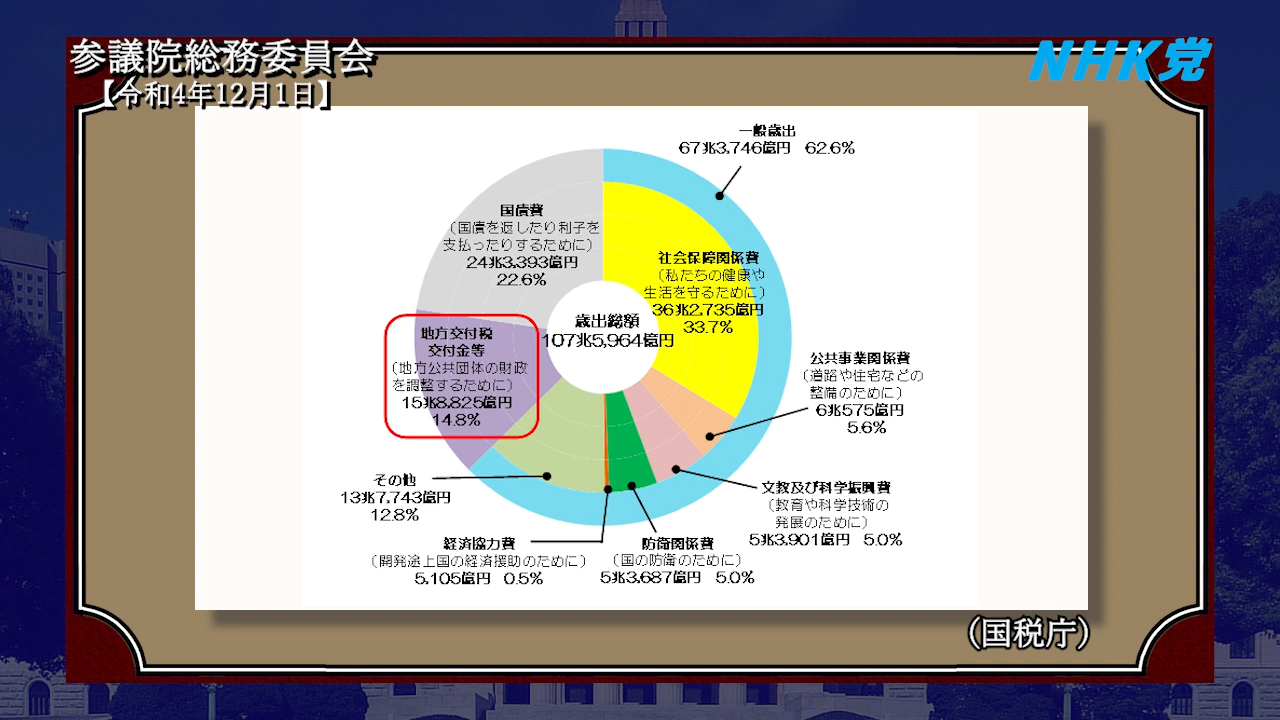 参議院総務委員会
【令和4年12月1日】
NHK党
一般歳出
67兆3,746億円 62.6%
国債費
（国債を返したり利子を
支払ったりするために）
24兆3,393億円
22.6%
社会保障関係費
（私たちの健康や
生活を守るために）
36兆2,735億円
33.7%
歳出総額
107兆5,964億円
地方交付税
交付金等
（地方公共団体の財政
を調整するために）
15兆8,825億円
14.8%
公共事業関係費
（道路や住宅などの
整備のために）
6兆575億円
5.6%
その他
13兆7,743億円
12.8%
文教及び科学振興費
（教育や科学技術の
発展のために）
5兆3,901億円 5.0%
経済協力費
（開発途上国の経済援助のために）
5,105億円 0.5%
防衛関係費
（国の防衛のために）
5兆3,687億円 5.0%
（国税庁）